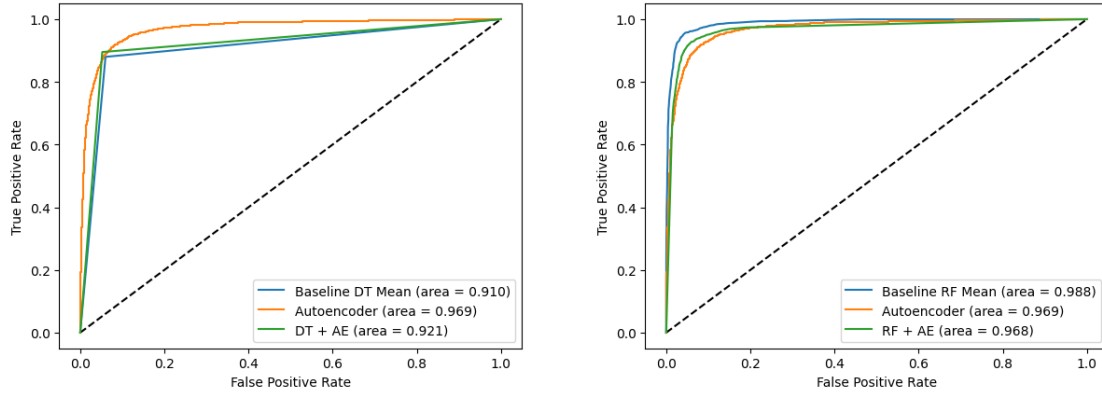 1.0
0.8
0.6
0.4
0.2
0.0
True Positive Rate
0.0 0.2 0.4 0.6 0.8 1.0
False Positive Rate
Baseline DT Mean (area = 0.910)
Autoencoder (area = 0.969)
DT + AE (area = 0.921)
1.0
0.8
0.6
0.4
0.2
0.0
True Positive Rate
0.0 0.2 0.4 0.6 0.8 1.0
False Positive Rate
Baseline RF Mean (area = 0.988)
Autoencoder (area = 0.969)
RF + AE (area = 0.968)